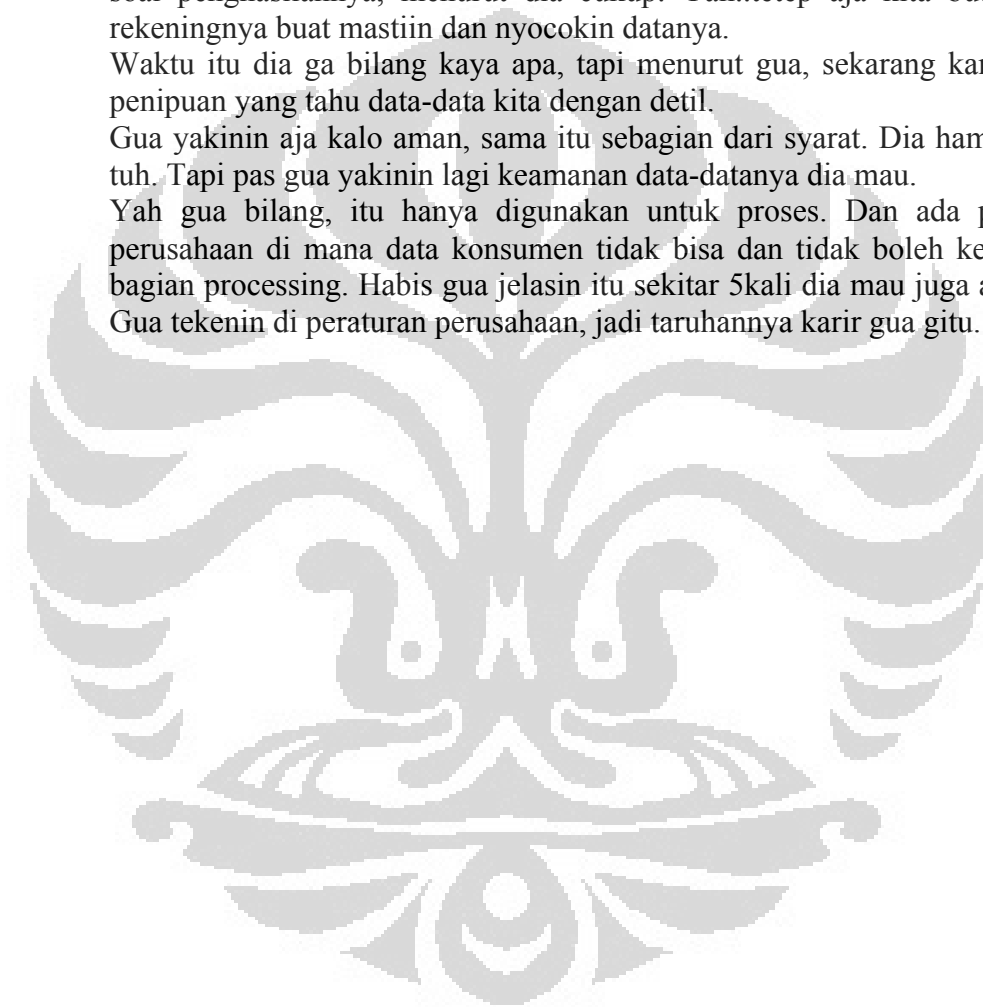 soal penghasilannya, menurut dia cukup. tetep aja kita
rekeningnya buat mastiin dan nyocokin datanya.
Waktu itu dia ga bilang kaya apa, tapi menurut gua, sekarang
penipuan yang tahu data-data kita dengan detil.
Gua yakinin aja kalo aman, sama itu sebagian dari syarat. Dia
tuh. Tapi pas gua yakinin lagi keamanan data-datanya dia mau.
Yah gua bilang, itu hanya digunakan untuk proses. Dan ada
perusahaan di mana data konsumen tidak bisa dan tidak boleh
bagian processing. Habis gua jelasin itu sekitar 5kali dia mau juga
Gua tekenin di peraturan perusahaan, jadi taruhannya karir gua gitu.